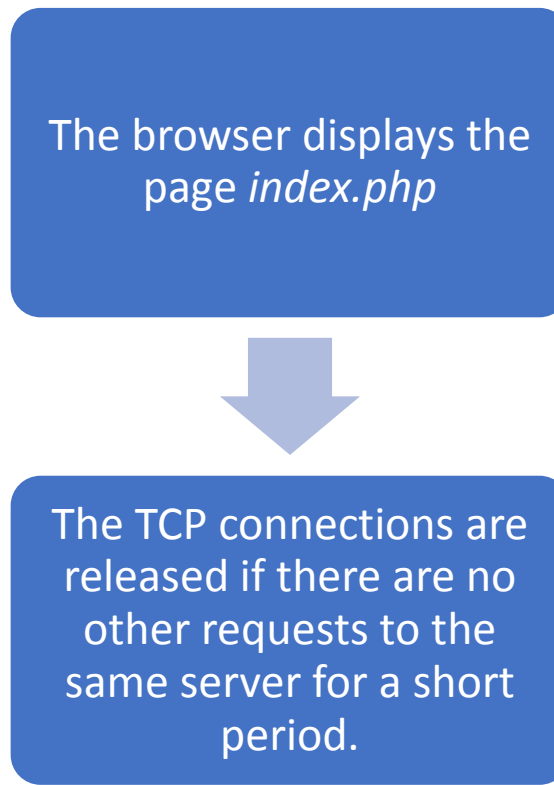 The browser displays the
page index.php
The TCP connections are
released if there are no
other requests to the
same server for a short
period.